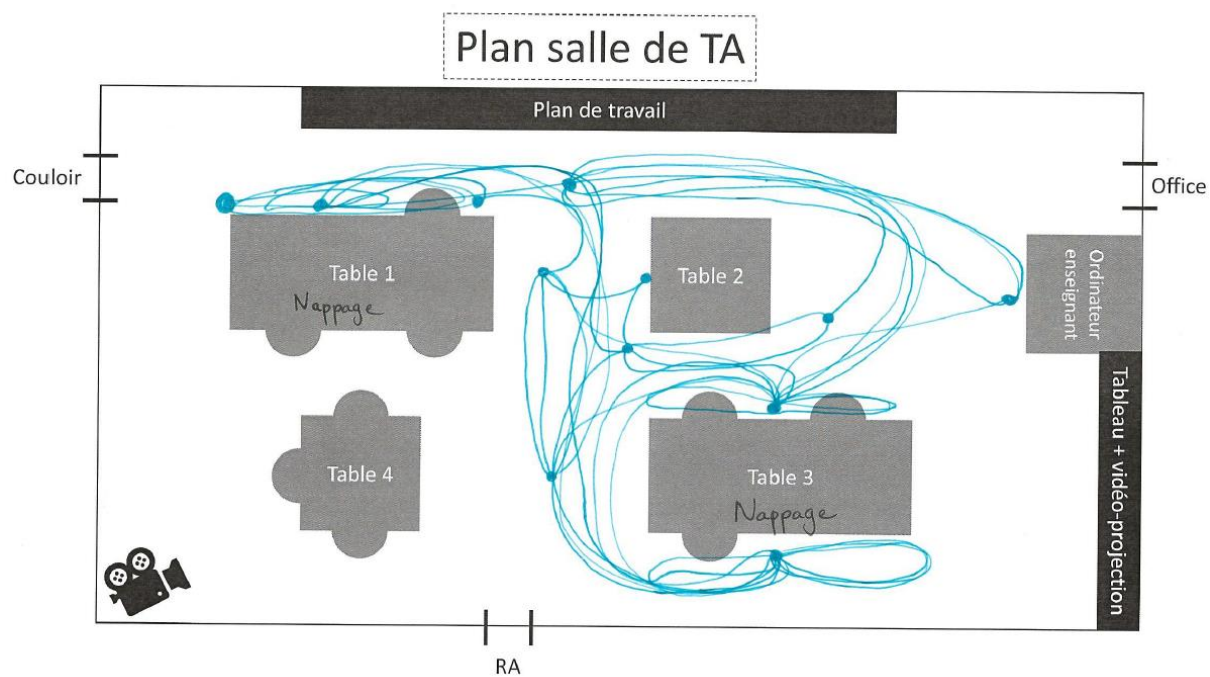 Plan salle de TA
Plan de travail
Couloir
Office
Table 1
Nappage
Table 2
Ordinateur
enseignant
Table 4
Table 3
Nappage
Tableau + vidéo-projection
RA